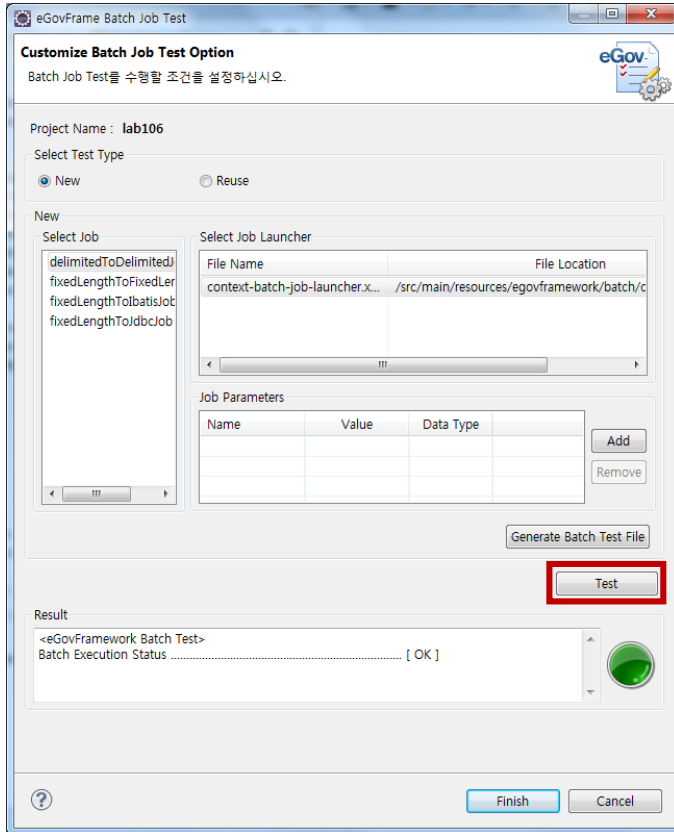 eGovFrame Batch Job Test
Customize Batch Job Test Option
Batch Job Test를 수행할 조건을 설정하십시오.
eGov
Project Name : lab106
Select Test Type
New
Reuse
New
Select Job
delimitedToDelimitedJ
fixedLengthToFixedLer
fixedLengthToIbatisJob
fixedLengthToJdbcJob
Select Job Launcher
File Name File Location
context-batch-job-launcher.x... /src/main/resources/egovframework/batch/c
Job Parameters
Name Value Data Type
Add
Remove
Generate Batch Test File
Test
Result
<eGovFramework Batch Test>
Batch Execution Status ........................................................................... [ OK ]
Finish
Cancel